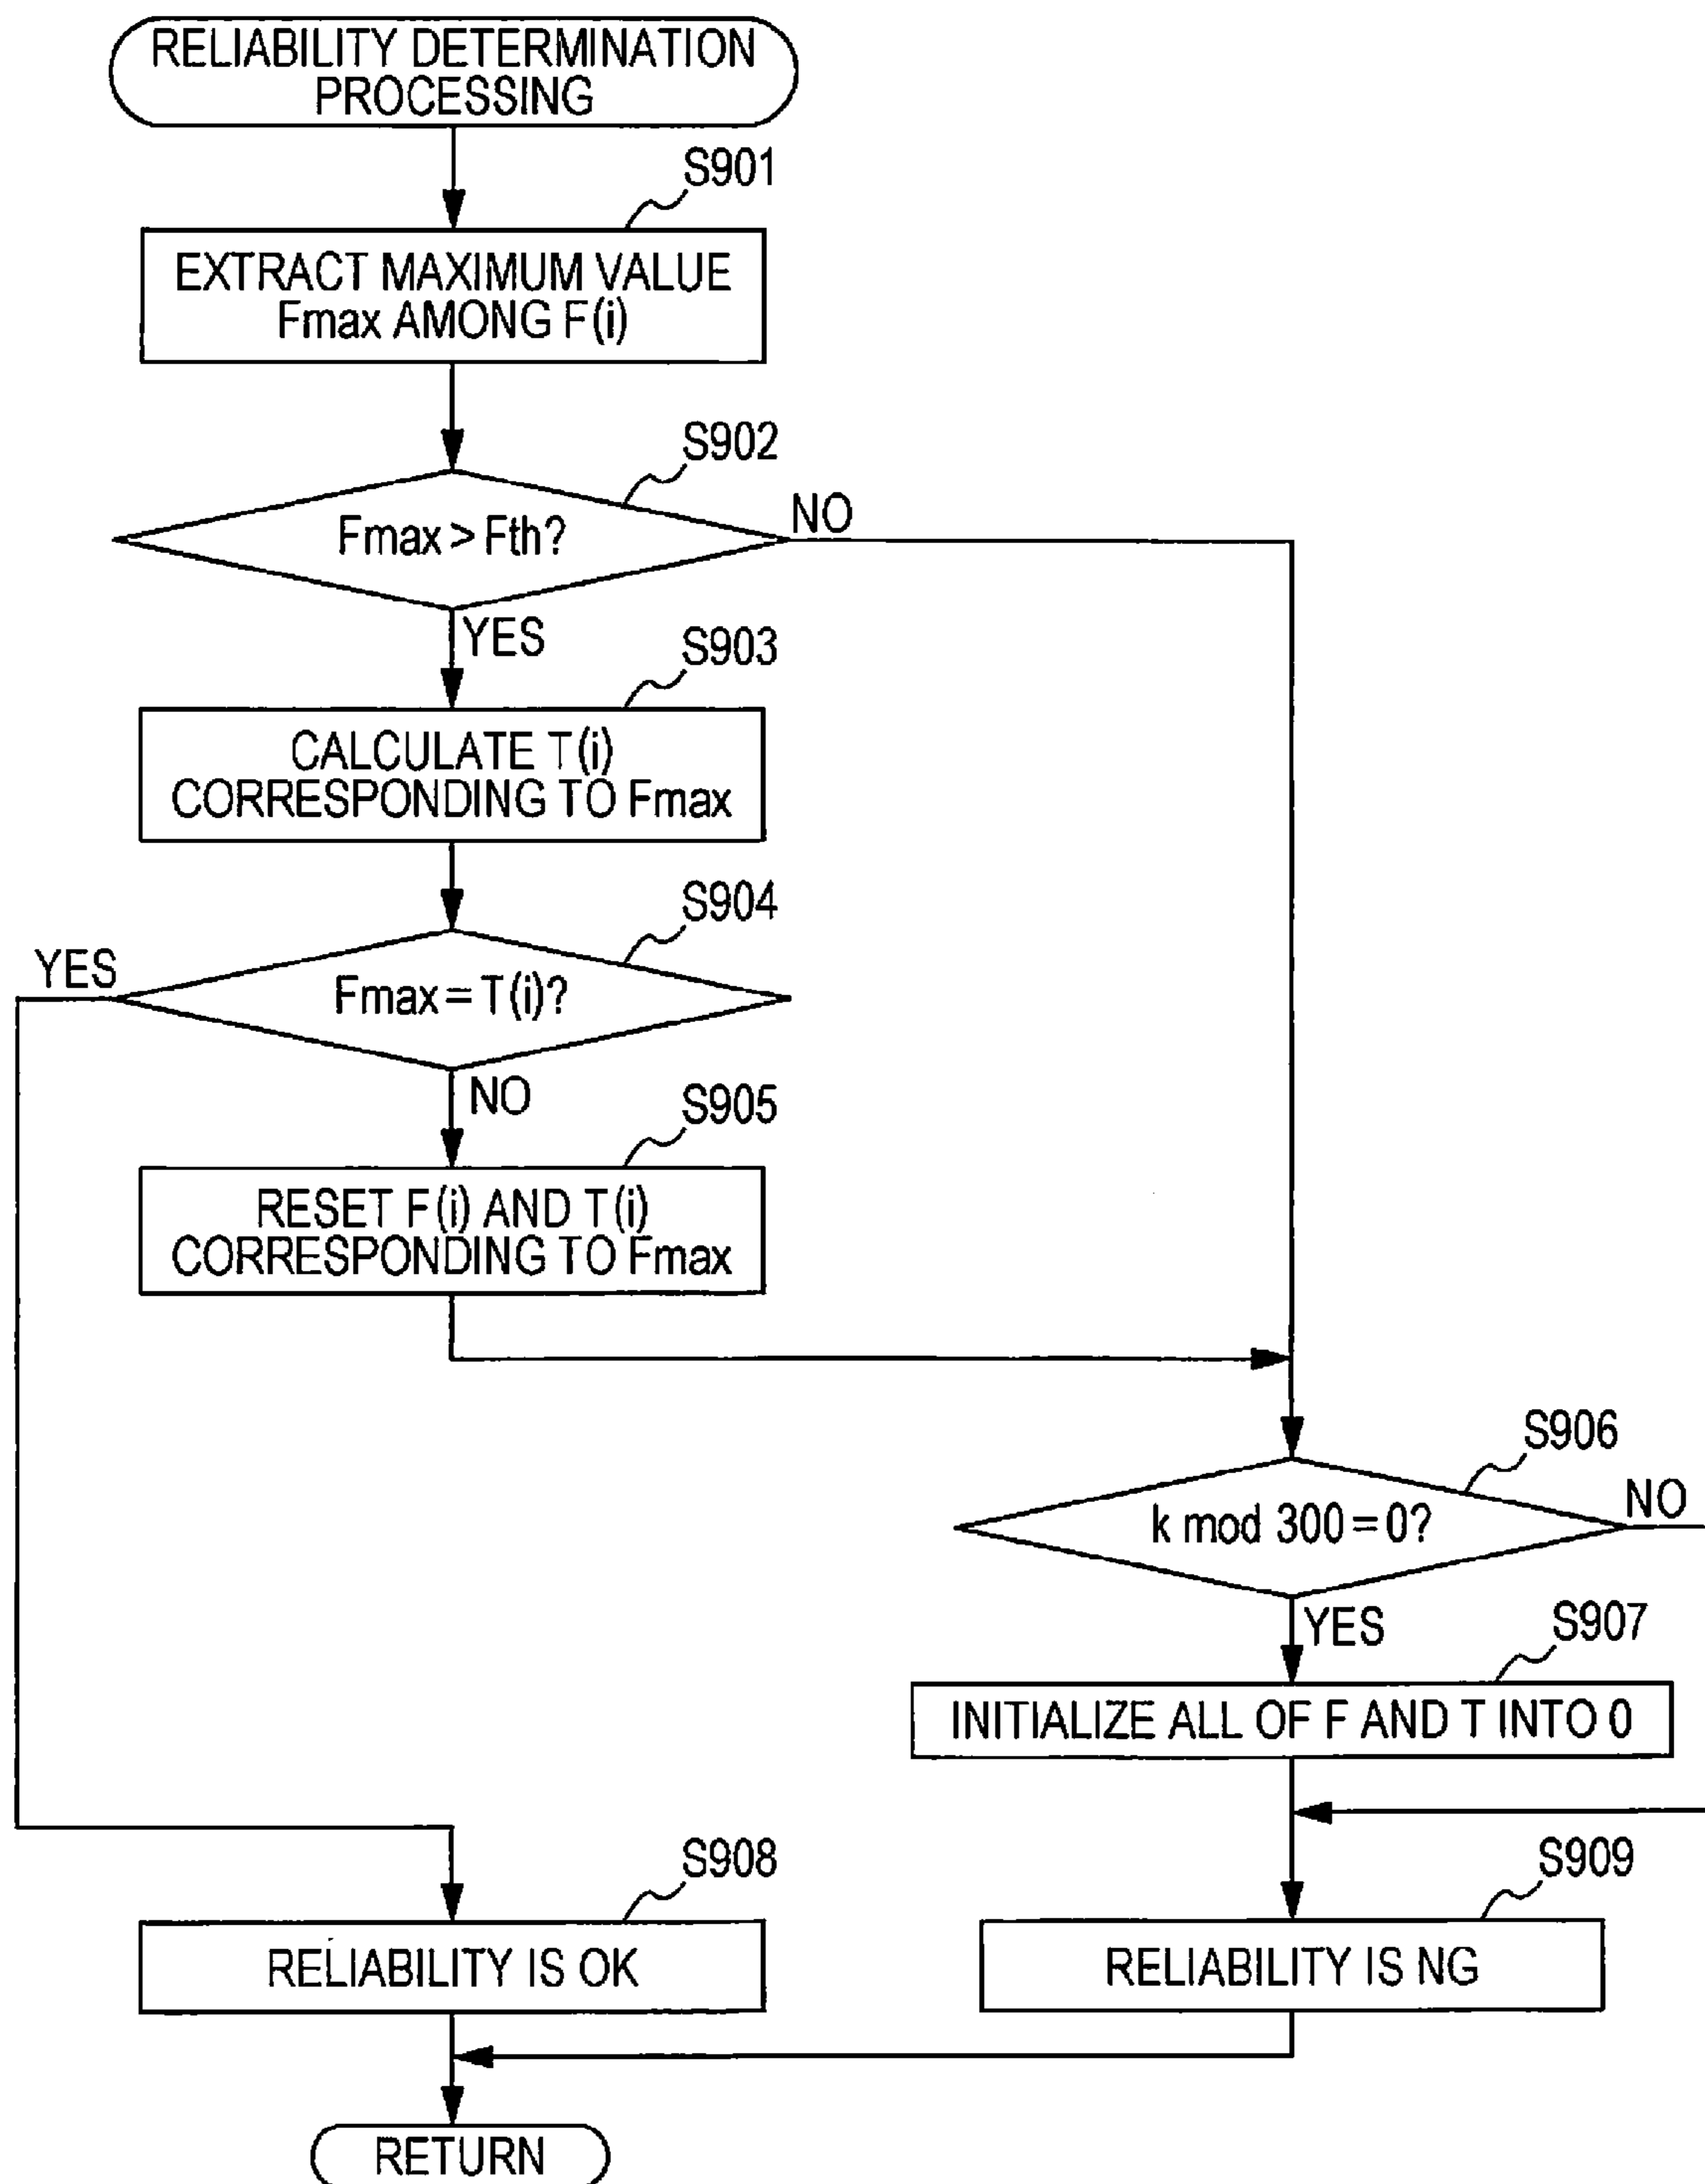 RELIABILITY DETERMINATION
PROCESSING
S901
EXTRACT MAXIMUM VALUE
Fmax AMONG F(i)
S902
Fmax > Fth?
NO
YES
S903
CALCULATE T(i)
CORRESPONDING TO Fmax
S904
YES
Fmax = T(i)?
NO
S905
RESET F(i) AND T(i)
CORRESPONDING TO Fmax
S906
k mod 300 = 0?
NO
YES
S907
INITIALIZE ALL OF F AND T INTO 0
S908
RELIABILITY IS OK
S909
RELIABILITY IS NG
RETURN